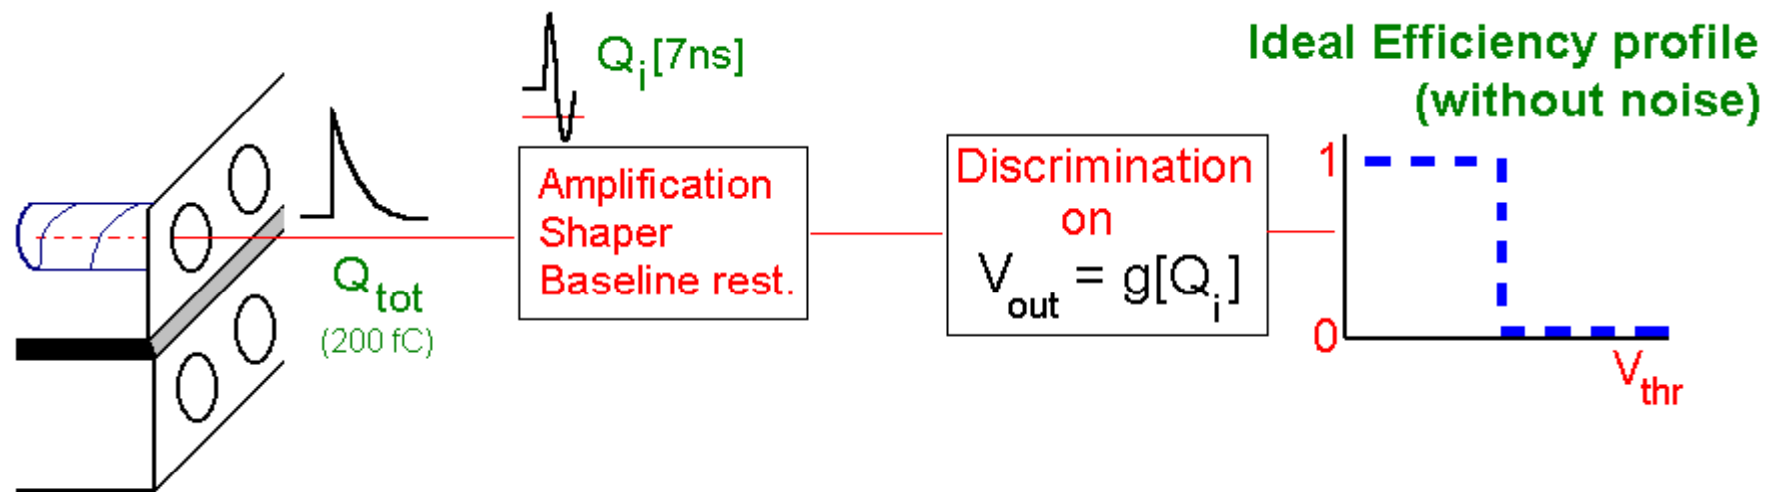 Q_i[7ns]
Ideal Efficiency profile
(without noise)
Q_tot
(200 fC)
Amplification
Shaper
Baseline rest.
Discrimination
on
V_out = g[Q_i]
1
0
V_thr